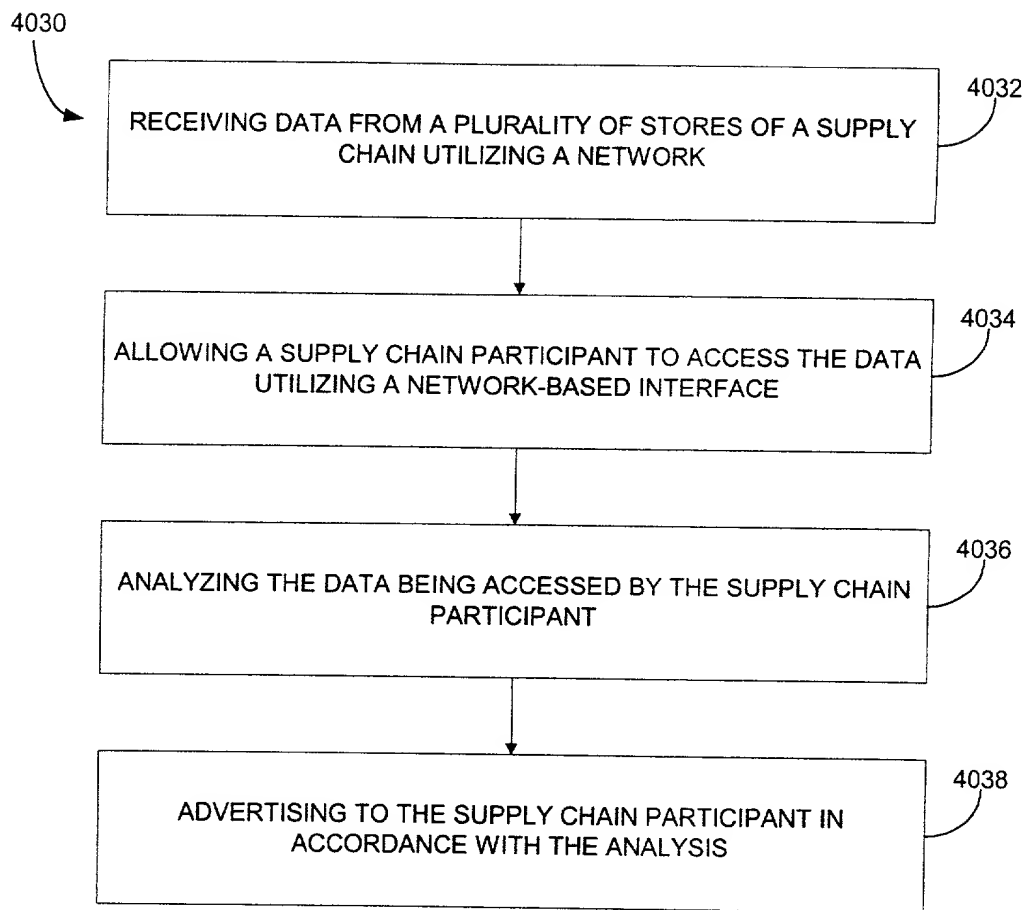 4030
4032
RECEIVING DATA FROM A PLURALITY OF STORES OF A SUPPLY
CHAIN UTILIZING A NETWORK
4034
ALLOWING A SUPPLY CHAIN PARTICIPANT TO ACCESS THE DATA
UTILIZING A NETWORK-BASED INTERFACE
4036
ANALYZING THE DATA BEING ACCESSED BY THE SUPPLY CHAIN
PARTICIPANT
4038
ADVERTISING TO THE SUPPLY CHAIN PARTICIPANT IN
ACCORDANCE WITH THE ANALYSIS